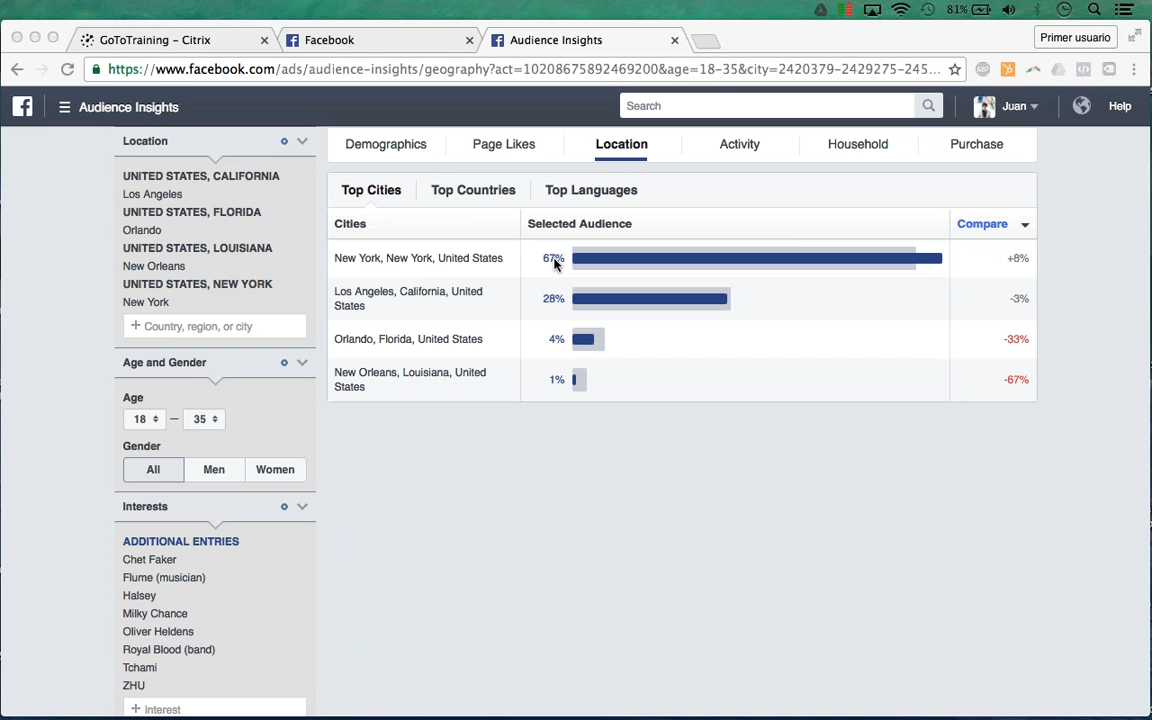 81%
GoToTraining – Citrix
Facebook
Audience Insights
Primer usuario
https://www.facebook.com/ads/audience-insights/geography?act=10208675892469200&age=18-35&city=2420379-2429275-245...
Audience Insights
Search
Juan
Help
Location
UNITED STATES, CALIFORNIA
Los Angeles
UNITED STATES, FLORIDA
Orlando
UNITED STATES, LOUISIANA
New Orleans
UNITED STATES, NEW YORK
New York
+ Country, region, or city
Age and Gender
Age
18 — 35
Gender
All Men Women
Interests
ADDITIONAL ENTRIES
Chet Faker
Flume (musician)
Halsey
Milky Chance
Oliver Heldens
Royal Blood (band)
Tchami
ZHU
+ Interest
Demographics Page Likes Location Activity Household Purchase
Top Cities Top Countries Top Languages
Cities Selected Audience Compare
New York, New York, United States 67% +8%
Los Angeles, California, United
States 28% -3%
Orlando, Florida, United States 4% -33%
New Orleans, Louisiana, United
States 1% -67%